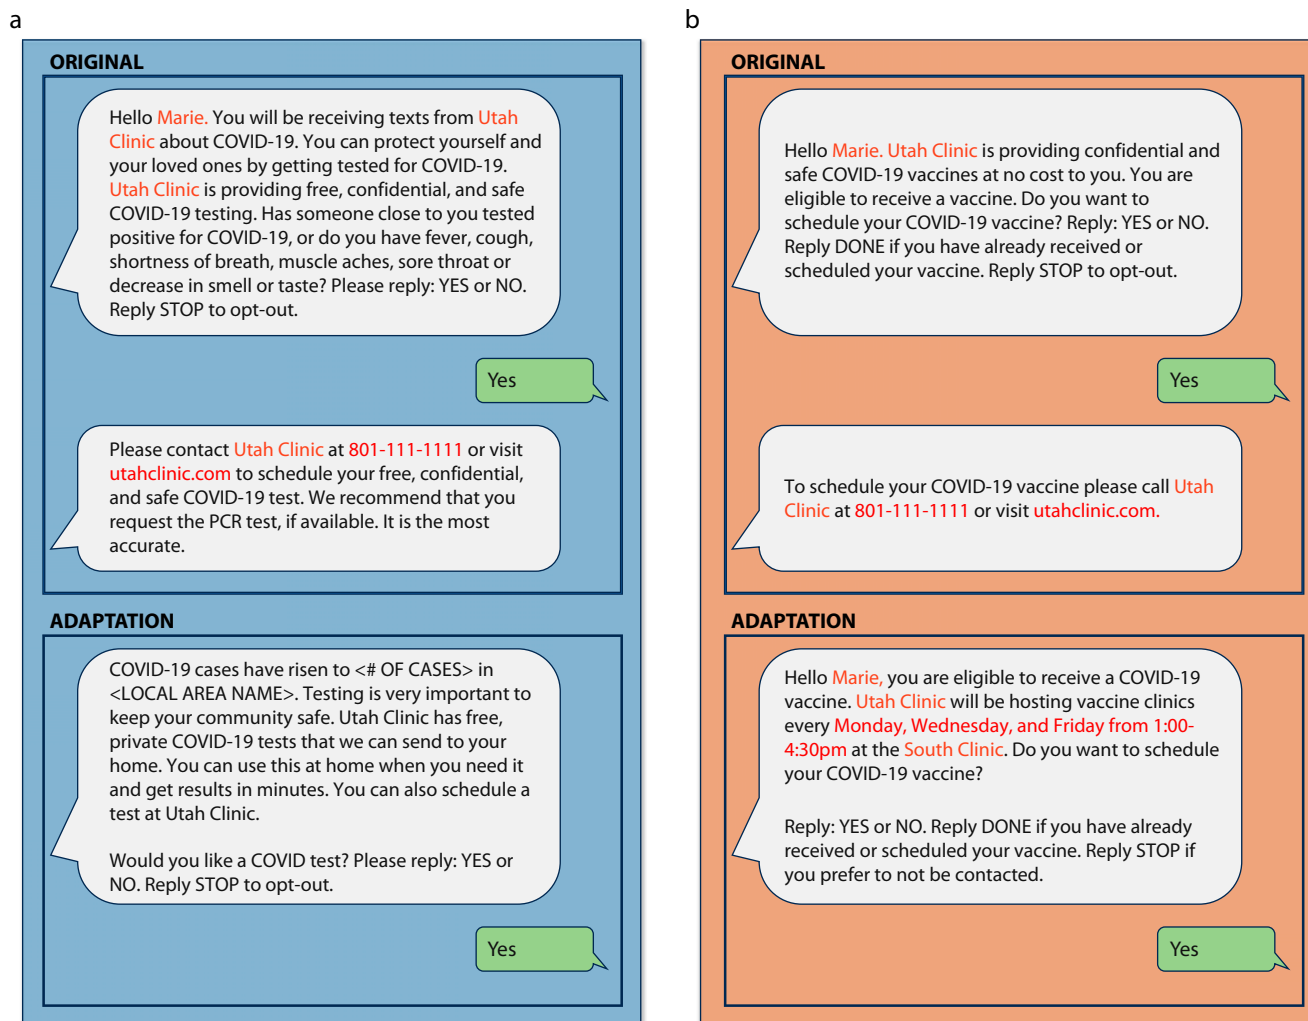 a
ORIGINAL
Hello Marie. You will be receiving texts from Utah
Clinic about COVID-19. You can protect yourself and
your loved ones by getting tested for COVID-19.
Utah Clinic is providing free, confidential, and safe
COVID-19 testing. Has someone close to you tested
positive for COVID-19, or do you have fever, cough,
shortness of breath, muscle aches, sore throat or
decrease in smell or taste? Please reply: YES or NO.
Reply STOP to opt-out.
Yes
Please contact Utah Clinic at 801-111-1111 or visit
utahclinic.com to schedule your free, confidential,
and safe COVID-19 test. We recommend that you
request the PCR test, if available. It is the most
accurate.
ADAPTATION
COVID-19 cases have risen to <# OF CASES> in
<LOCAL AREA NAME>. Testing is very important to
keep your community safe. Utah Clinic has free,
private COVID-19 tests that we can send to your
home. You can use this at home when you need it
and get results in minutes. You can also schedule a
test at Utah Clinic.
Would you like a COVID test? Please reply: YES or
NO. Reply STOP to opt-out.
Yes
b
ORIGINAL
Hello Marie. Utah Clinic is providing confidential and
safe COVID-19 vaccines at no cost to you. You are
eligible to receive a vaccine. Do you want to
schedule your COVID-19 vaccine? Reply: YES or NO.
Reply DONE if you have already received or
scheduled your vaccine. Reply STOP to opt-out.
Yes
To schedule your COVID-19 vaccine please call Utah
Clinic at 801-111-1111 or visit utahclinic.com.
ADAPTATION
Hello Marie, you are eligible to receive a COVID-19
vaccine. Utah Clinic will be hosting vaccine clinics
every Monday, Wednesday, and Friday from 1:00-
4:30pm at the South Clinic. Do you want to schedule
your COVID-19 vaccine?
Reply: YES or NO. Reply DONE if you have already
received or scheduled your vaccine. Reply STOP if
you prefer to not be contacted.
Yes